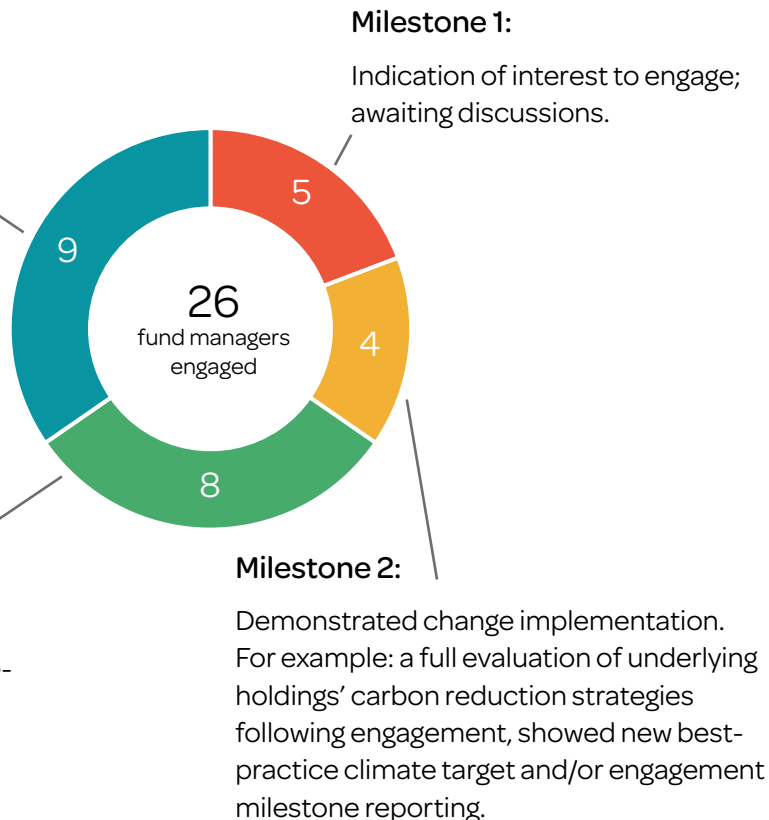 Milestone 1:
Indication of interest to engage;
awaiting discussions.
5
9
26
fund managers
engaged
4
8
Milestone 2:
Demonstrated change implementation.
For example: a full evaluation of underlying
holdings’ carbon reduction strategies
following engagement, showed new best-
practice climate target and/or engagement
milestone reporting.
-